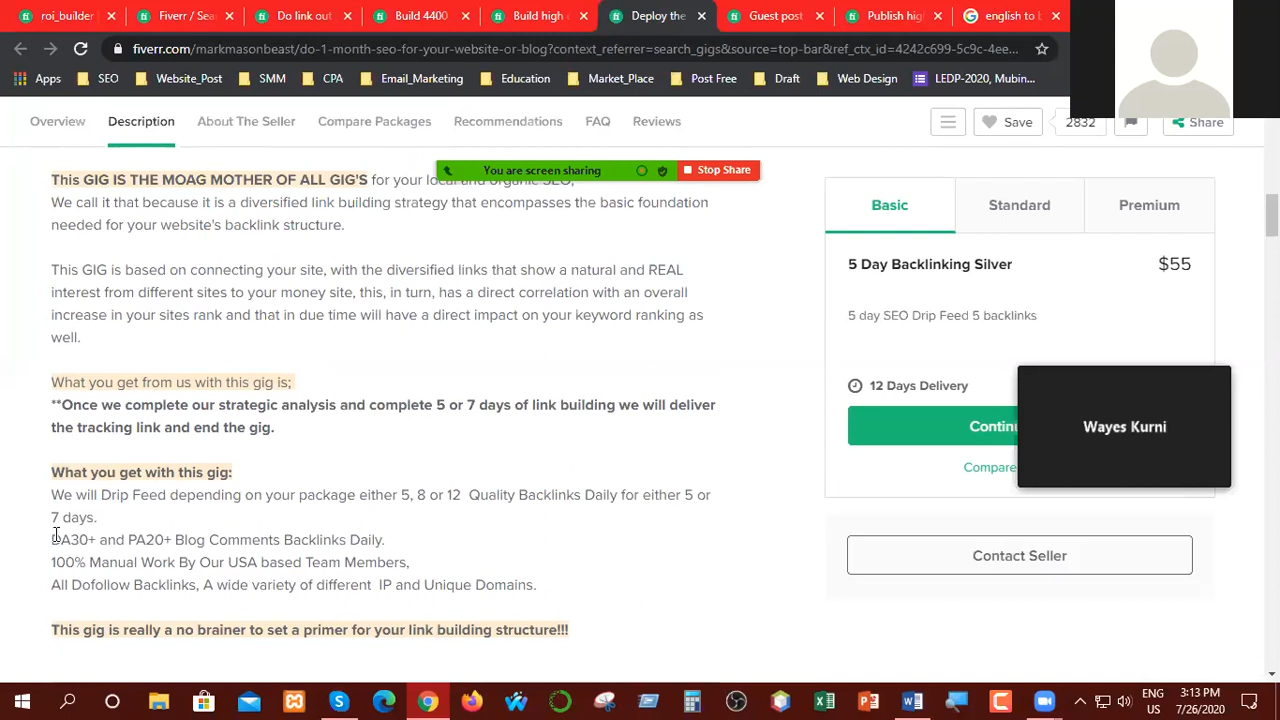 roi_builder
Fiverr / Sea
Do link out
Build 4400
Build high
Deploy the
Guest post
Publish hig
english to b
fiverr.com/markmasonbeast/do-1-month-seo-for-your-website-or-blog?context_referrer=search_gigs&source=top-bar&ref_ctx_id=4242c699-5c9c-4ee...
Apps SEO Website_Post SMM CPA Email_Marketing Education Market_Place Post Free Draft Web Design LEDP-2020, Mubin...
Overview Description About The Seller Compare Packages Recommendations FAQ Reviews Save 2832 Share
You are screen sharing Stop Share
This GIG IS THE MOAG MOTHER OF ALL GIG'S for your local and organic SEO,
We call it that because it is a diversified link building strategy that encompasses the basic foundation
needed for your website's backlink structure.
This GIG is based on connecting your site, with the diversified links that show a natural and REAL
interest from different sites to your money site, this, in turn, has a direct correlation with an overall
increase in your sites rank and that in due time will have a direct impact on your keyword ranking as
well.
What you get from us with this gig is;
**Once we complete our strategic analysis and complete 5 or 7 days of link building we will deliver
the tracking link and end the gig.
What you get with this gig:
We will Drip Feed depending on your package either 5, 8 or 12 Quality Backlinks Daily for either 5 or
7 days.
DA30+ and PA20+ Blog Comments Backlinks Daily.
100% Manual Work By Our USA based Team Members,
All Dofollow Backlinks, A wide variety of different IP and Unique Domains.
This gig is really a no brainer to set a primer for your link building structure!!!
Basic Standard Premium
5 Day Backlinking Silver $55
5 day SEO Drip Feed 5 backlinks
12 Days Delivery
Continu
Compare
Wayes Kurni
Contact Seller
ENG
US
3:13 PM
7/26/2020